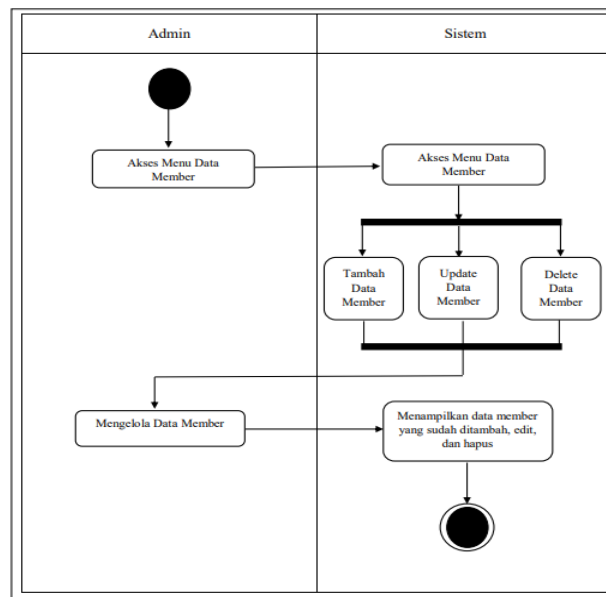 Admin
Sistem
Akses Menu Data
Member
Akses Menu Data
Member
Tambah
Data
Member
Update
Data
Member
Delete
Data
Member
Mengelola Data Member
Menampilkan data member
yang sudah ditambah, edit,
dan hapus